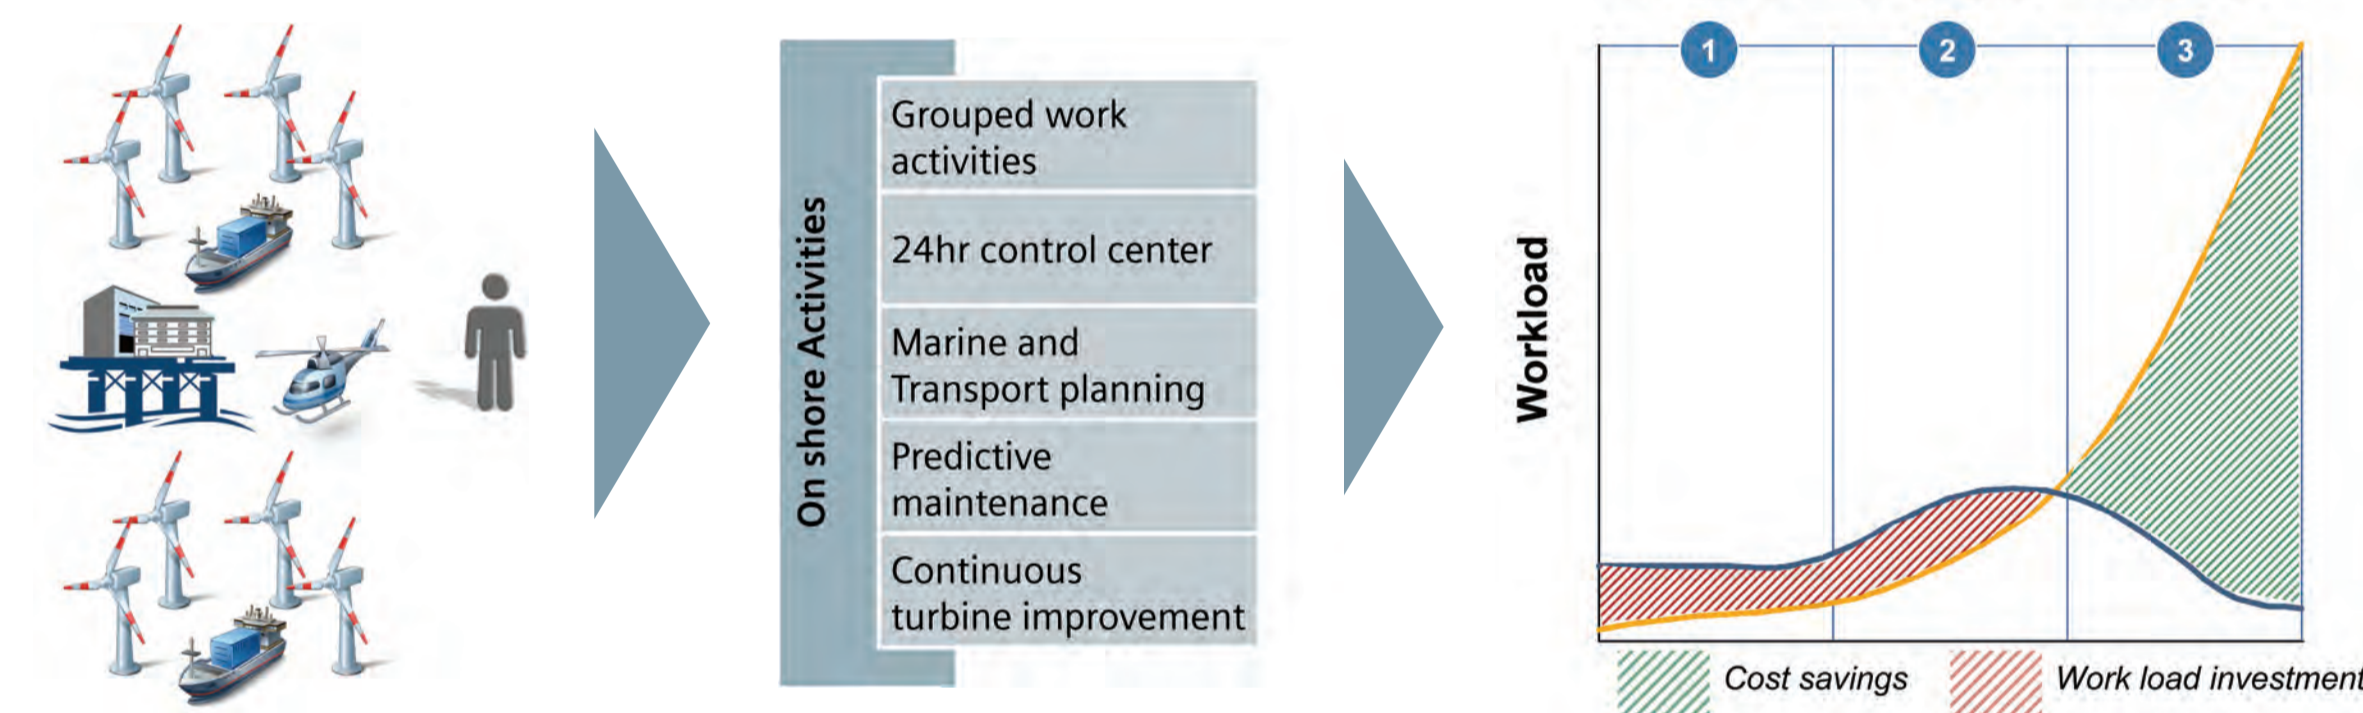 On shore Activities
Grouped work
activities
24hr control center
Marine and
Transport planning
Predictive
maintenance
Continuous
turbine improvement
Workload
1
2
3
Cost savings
Work load investment